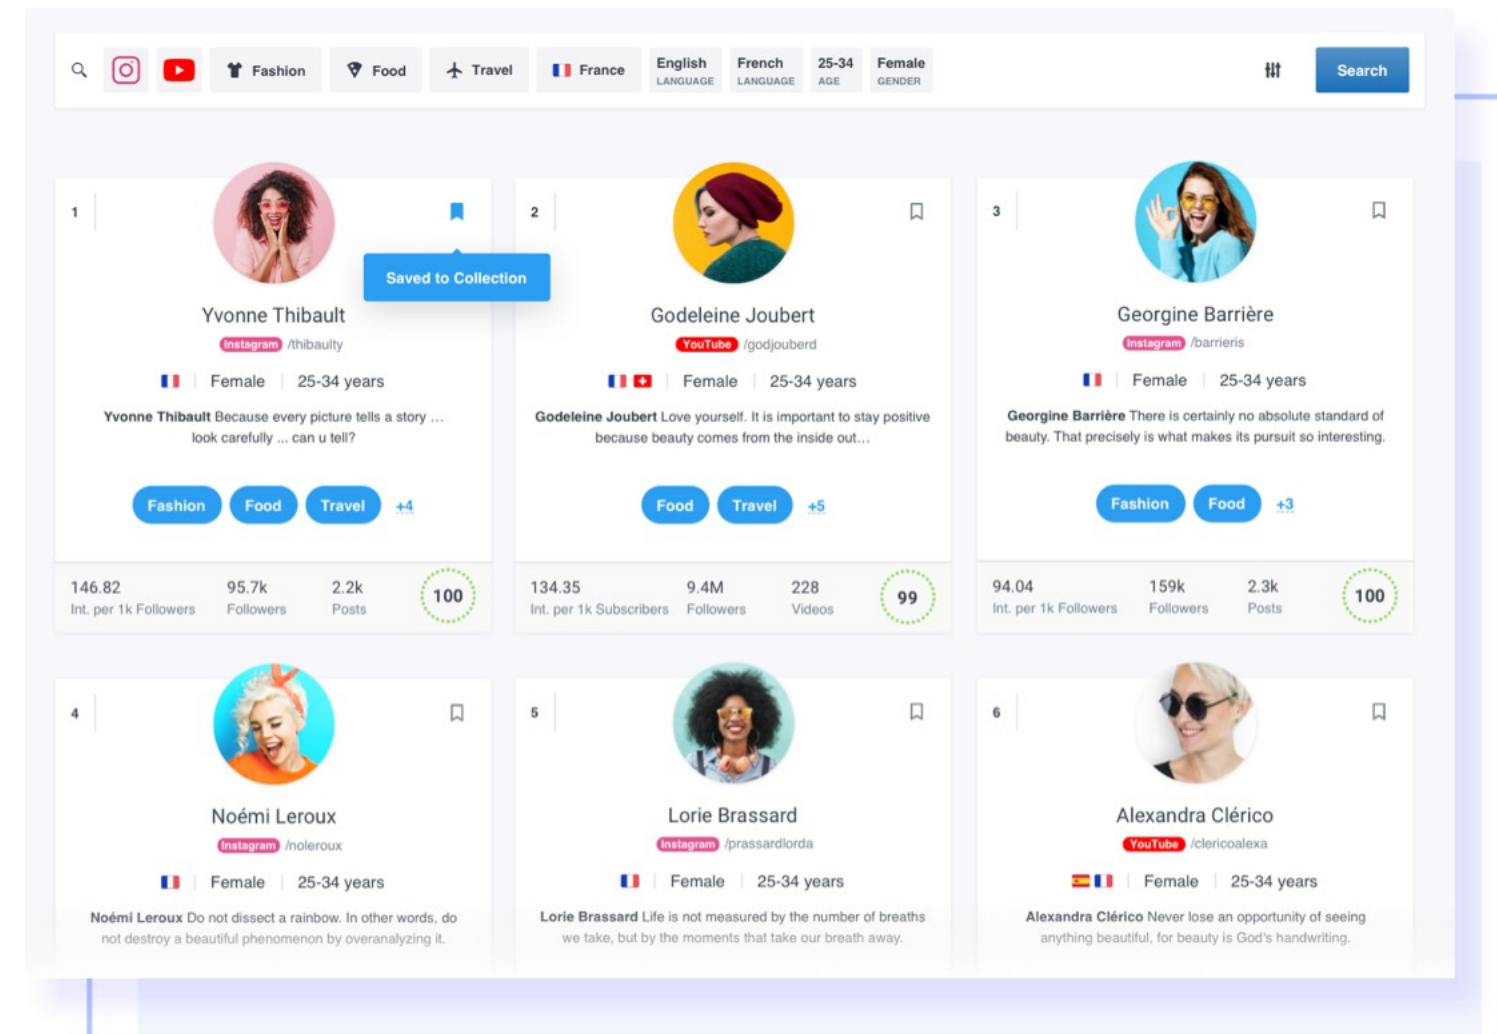 Fashion
Food
Travel
France
English
LANGUAGE
French
LANGUAGE
25-34
AGE
Female
GENDER
Search
1
Saved to Collection
Yvonne Thibault
Instagram /thibaulty
Female 25-34 years
Yvonne Thibault Because every picture tells a story …
look carefully ... can u tell?
Fashion Food Travel +4
146.82 95.7k 2.2k 100
Int. per 1k Followers Followers Posts
2
Godeleine Joubert
YouTube /godjouberd
Female 25-34 years
Godeleine Joubert Love yourself. It is important to stay positive
because beauty comes from the inside out…
Food Travel +5
134.35 9.4M 228 99
Int. per 1k Subscribers Followers Videos
3
Georgine Barrière
Instagram /barrieris
Female 25-34 years
Georgine Barrière There is certainly no absolute standard of
beauty. That precisely is what makes its pursuit so interesting.
Fashion Food +3
94.04 159k 2.3k 100
Int. per 1k Followers Followers Posts
4
Noémi Leroux
Instagram /noleroux
Female 25-34 years
Noémi Leroux Do not dissect a rainbow. In other words, do
not destroy a beautiful phenomenon by overanalyzing it.
5
Lorie Brassard
Instagram /prassardlorda
Female 25-34 years
Lorie Brassard Life is not measured by the number of breaths
we take, but by the moments that take our breath away.
6
Alexandra Clérico
YouTube /clericoalexa
Female 25-34 years
Alexandra Clérico Never lose an opportunity of seeing
anything beautiful, for beauty is God's handwriting.